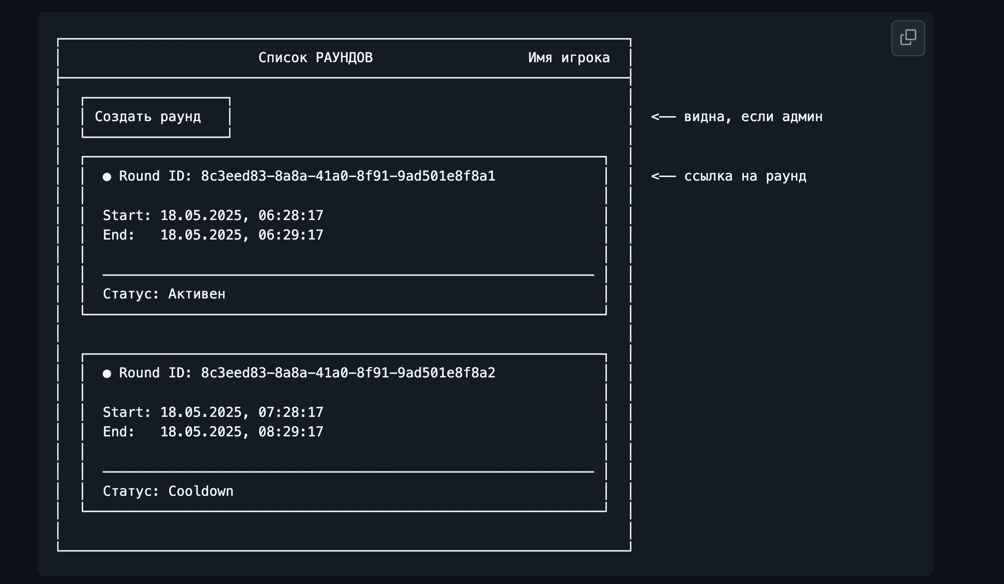 Список РАУНДОВ Имя игрока
Создать раунд <— видна, если админ
● Round ID: 8c3eed83-8a8a-41a0-8f91-9ad501e8f8a1 <— ссылка на раунд
Start: 18.05.2025, 06:28:17
End: 18.05.2025, 06:29:17
Статус: Активен
● Round ID: 8c3eed83-8a8a-41a0-8f91-9ad501e8f8a2
Start: 18.05.2025, 07:28:17
End: 18.05.2025, 08:29:17
Статус: Cooldown